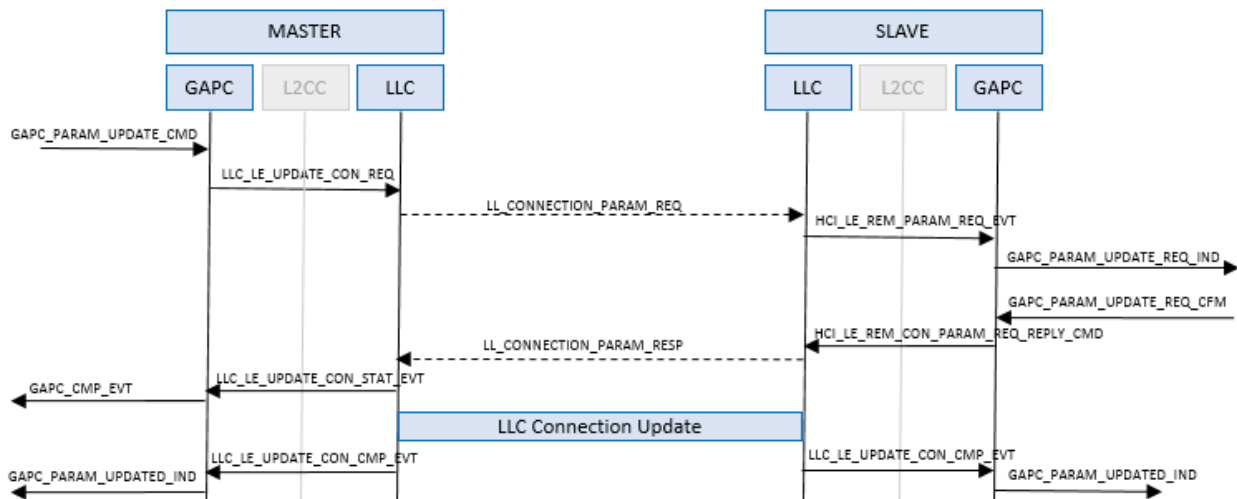 MASTER
SLAVE
GAPC
L2CC
LLC
LLC
L2CC
GAPC
GAPC_PARAM_UPDATE_CMD
LLC_LE_UPDATE_CON_REQ
LL_CONNECTION_PARAM_REQ
HCI_LE_REM_PARAM_REQ_EVT
GAPC_PARAM_UPDATE_REQ_IND
GAPC_PARAM_UPDATE_REQ_CFM
HCI_LE_REM_CON_PARAM_REQ_REPLY_CMD
LL_CONNECTION_PARAM_RESP
LLC_LE_UPDATE_CON_STAT_EVT
GAPC_CMP_EVT
LLC Connection Update
LLC_LE_UPDATE_CON_CMP_EVT
LLC_LE_UPDATE_CON_CMP_EVT
GAPC_PARAM_UPDATED_IND
GAPC_PARAM_UPDATED_IND